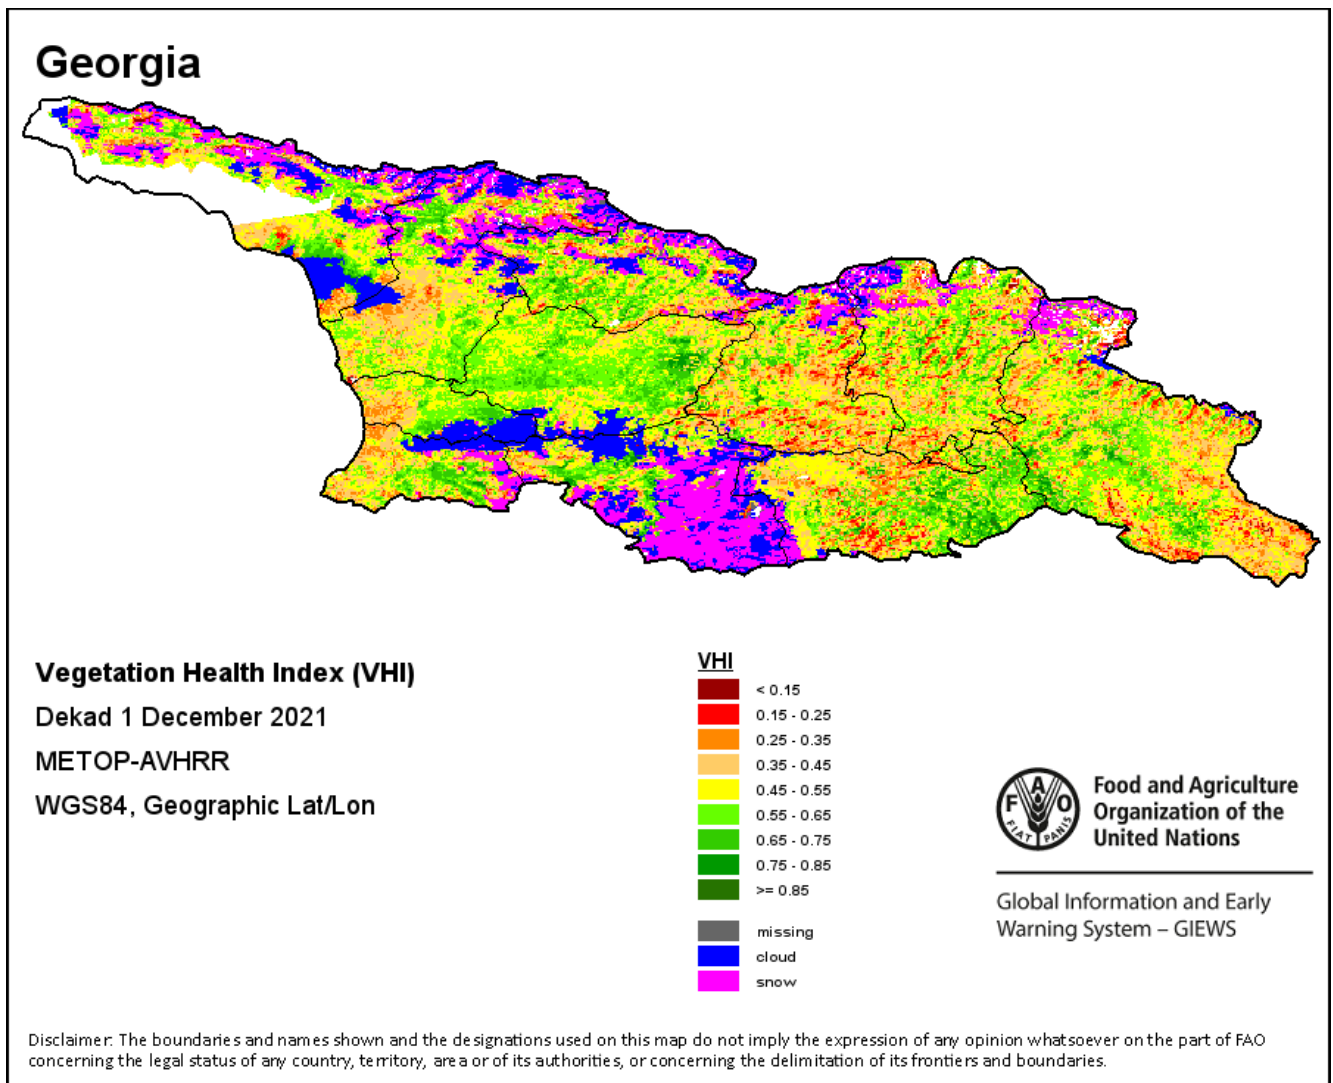 Georgia
Vegetation Health Index (VHI)
Dekad 1 December 2021
METOP-AVHRR
WGS84, Geographic Lat/Lon
VHI
< 0.15
0.15 - 0.25
0.25 - 0.35
0.35 - 0.45
0.45 - 0.55
0.55 - 0.65
0.65 - 0.75
0.75 - 0.85
>= 0.85
missing
cloud
snow
F A O
FIAT PANIS
Food and Agriculture
Organization of the
United Nations
Global Information and Early
Warning System – GIEWS
Disclaimer: The boundaries and names shown and the designations used on this map do not imply the expression of any opinion whatsoever on the part of FAO
concerning the legal status of any country, territory, area or of its authorities, or concerning the delimitation of its frontiers and boundaries.